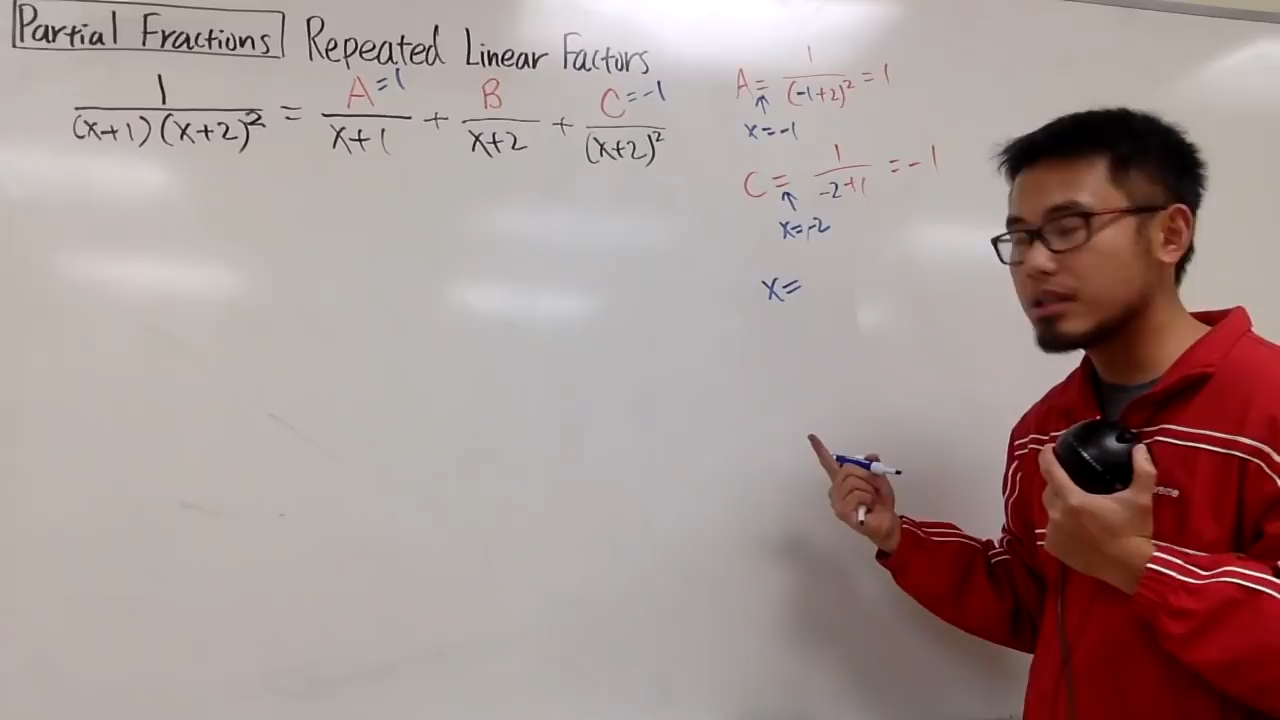 Partial Fractions Repeated Linear Factors
1/((x+1)(x+2)²) = A=1/(x+1) + B/(x+2) + C=-1/(x+2)²
A = 1/(-1+2)² = 1
↑
x=-1
C = 1/(-2+1) = -1
↑
x=-2
x=